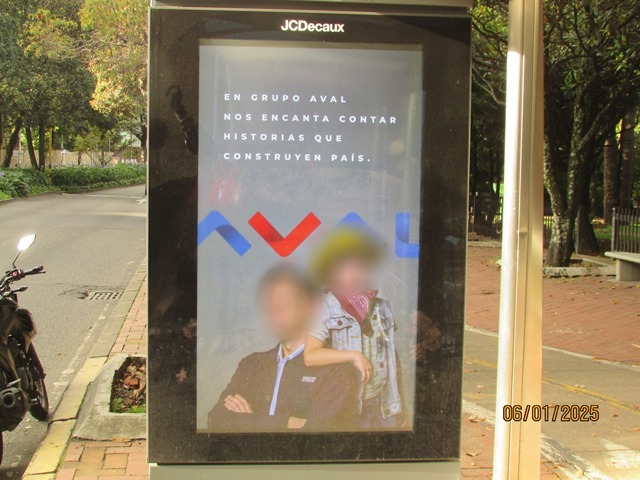 JCDecaux
EN GRUPO AVAL
NOS ENCANTA CONTAR
HISTORIAS QUE
CONSTRUYEN PAÍS.
AVAL
06/01/2025